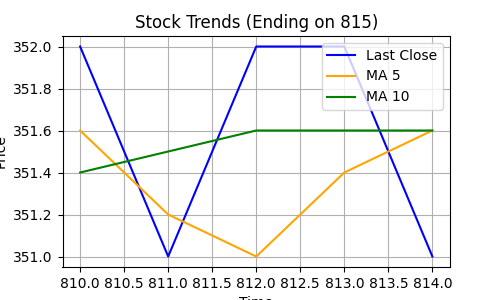 Stock Trends (Ending on 815)
Last Close
MA 5
MA 10
352.0
351.8
351.6
351.4
351.2
351.0
Price
810.0 810.5 811.0 811.5 812.0 812.5 813.0 813.5 814.0
Time